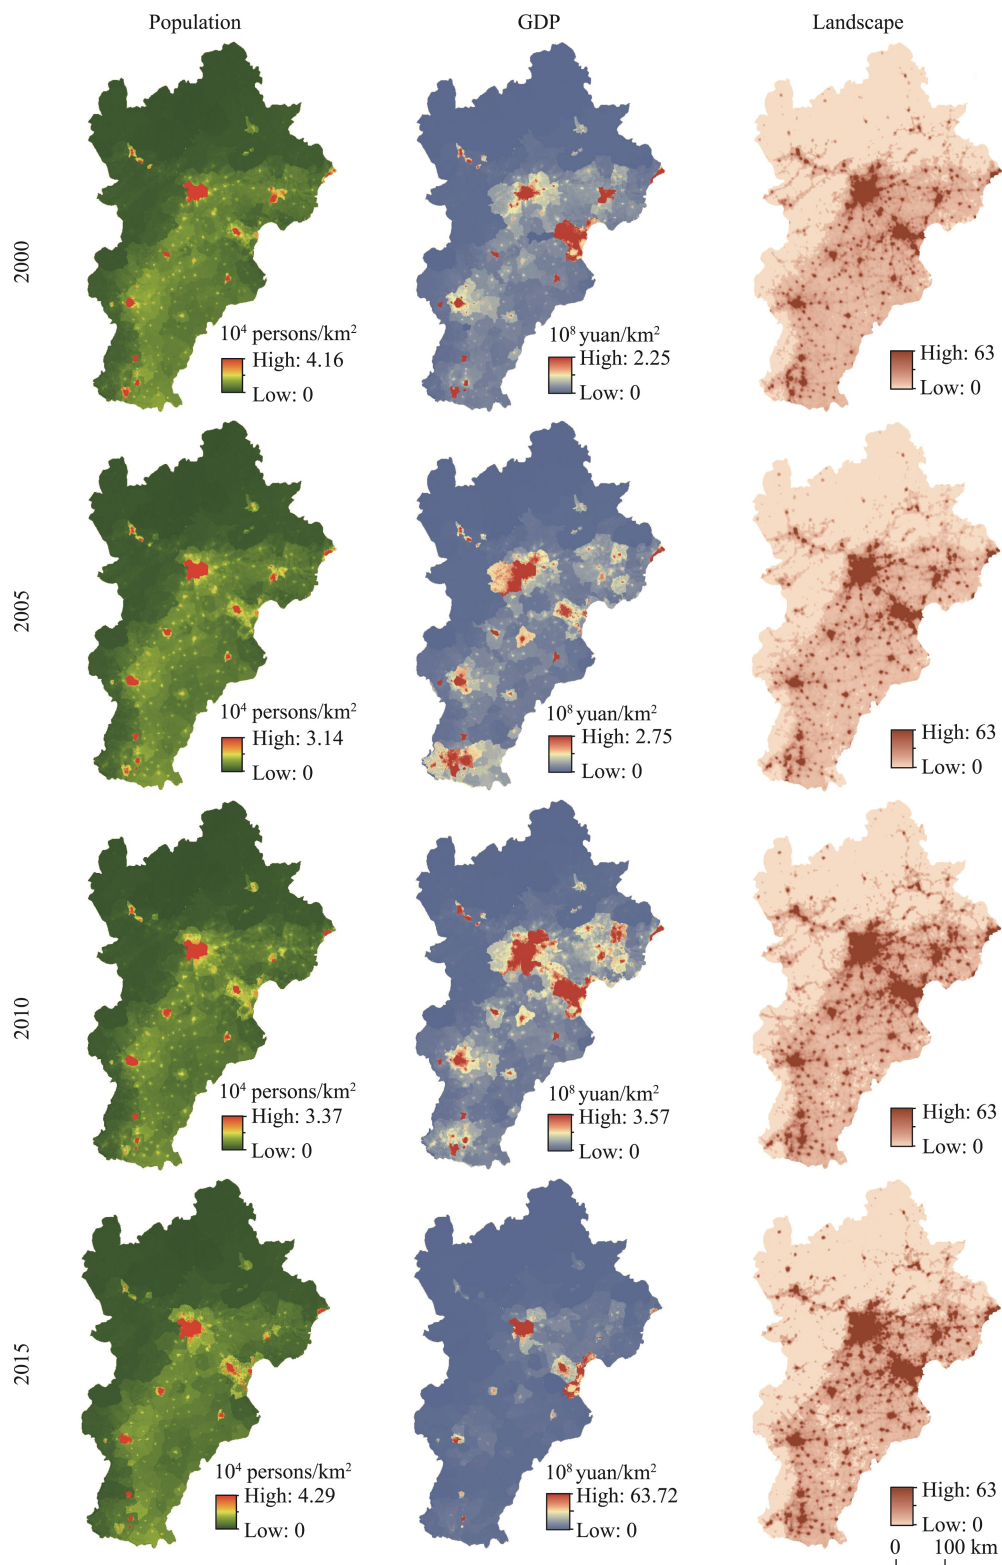 Population GDP Landscape
2000
10⁴ persons/km²
High: 4.16
Low: 0
10⁸ yuan/km²
High: 2.25
Low: 0
High: 63
Low: 0
2005
10⁴ persons/km²
High: 3.14
Low: 0
10⁸ yuan/km²
High: 2.75
Low: 0
High: 63
Low: 0
2010
10⁴ persons/km²
High: 3.37
Low: 0
10⁸ yuan/km²
High: 3.57
Low: 0
High: 63
Low: 0
2015
10⁴ persons/km²
High: 4.29
Low: 0
10⁸ yuan/km²
High: 63.72
Low: 0
High: 63
Low: 0
0 100 km